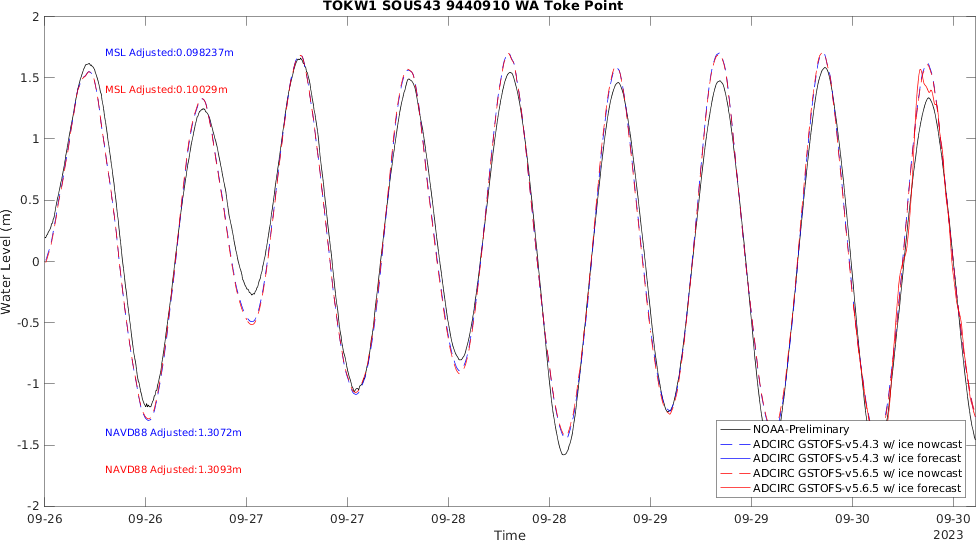 TOKW1 SOUS43 9440910 WA Toke Point
Water Level (m)
2
1.5
1
0.5
0
-0.5
-1
-1.5
-2
MSL Adjusted:0.098237m
MSL Adjusted:0.10029m
NAVD88 Adjusted:1.3072m
NAVD88 Adjusted:1.3093m
NOAA-Preliminary
ADCIRC GSTOFS-v5.4.3 w/ ice nowcast
ADCIRC GSTOFS-v5.4.3 w/ ice forecast
ADCIRC GSTOFS-v5.6.5 w/ ice nowcast
ADCIRC GSTOFS-v5.6.5 w/ ice forecast
09-26 09-26 09-27 09-27 09-28 09-28 09-29 09-29 09-30 09-30
2023
Time